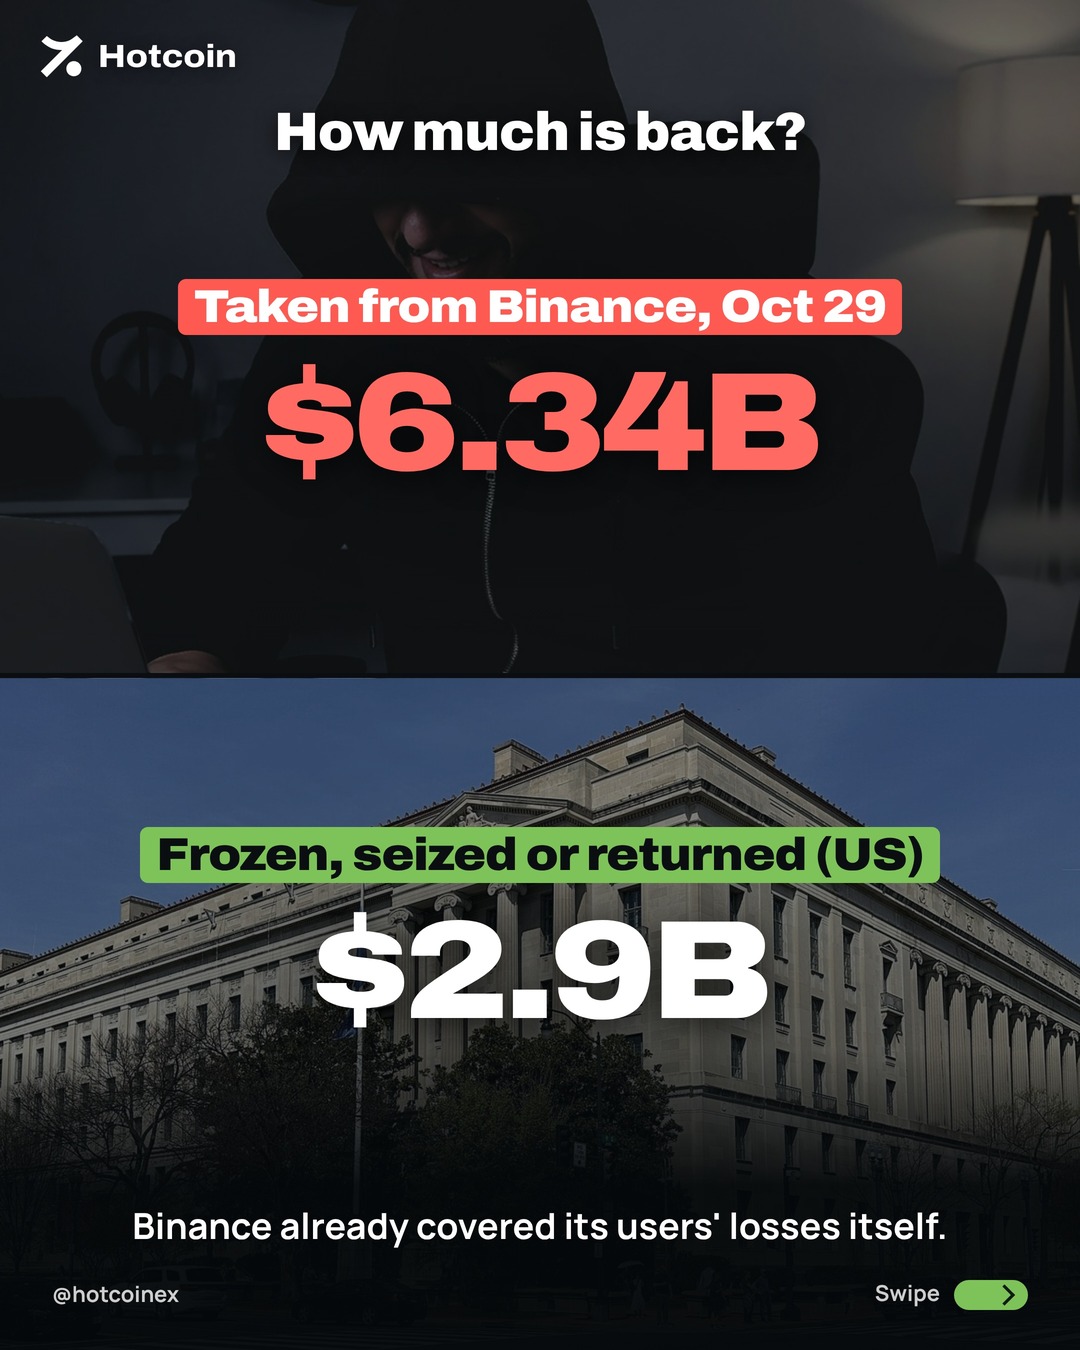 Hotcoin
How much is back?
Taken from Binance, Oct 29
$6.34B
Frozen, seized or returned (US)
$2.9B
Binance already covered its users' losses itself.
@hotcoinex
Swipe